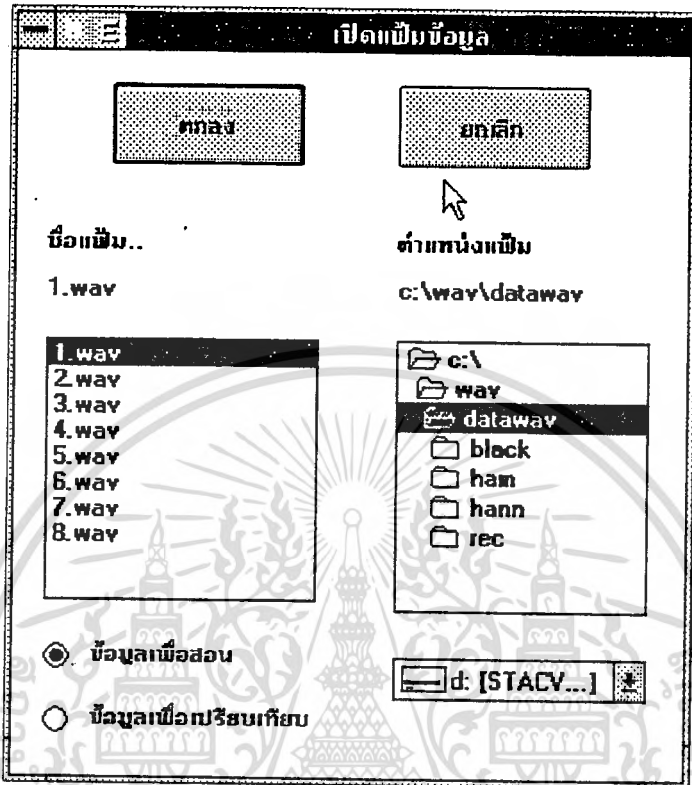 เปิดแฟ้มข้อมูล
ตกลง
ยกเลิก
ชื่อแฟ้ม..
ตำแหน่งแฟ้ม
1.wav
c:\wav\datawav
1.wav
2.wav
3.wav
4.wav
5.wav
6.wav
7.wav
8.wav
c:\
wav
datawav
black
ham
hann
rec
ข้อมูลเพื่อสอน
ข้อมูลเพื่อเปรียบเทียบ
d: [STACV...]